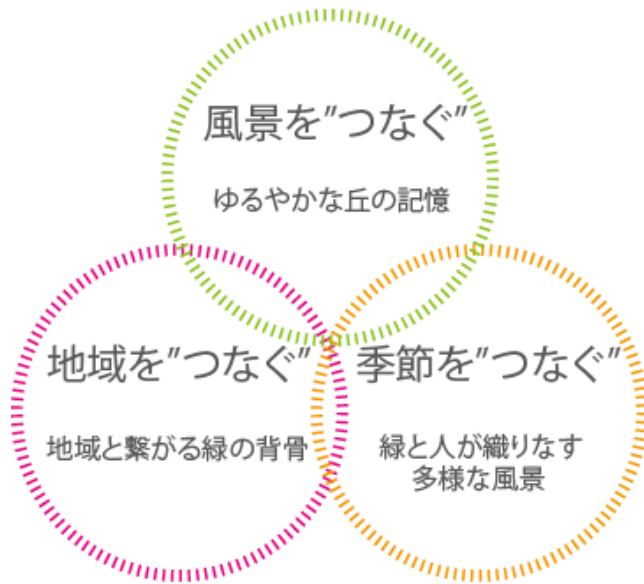 風景を”つなぐ”
ゆるやかな丘の記憶
地域を”つなぐ”
地域と繋がる緑の背骨
季節を”つなぐ”
緑と人が織りなす
多様な風景